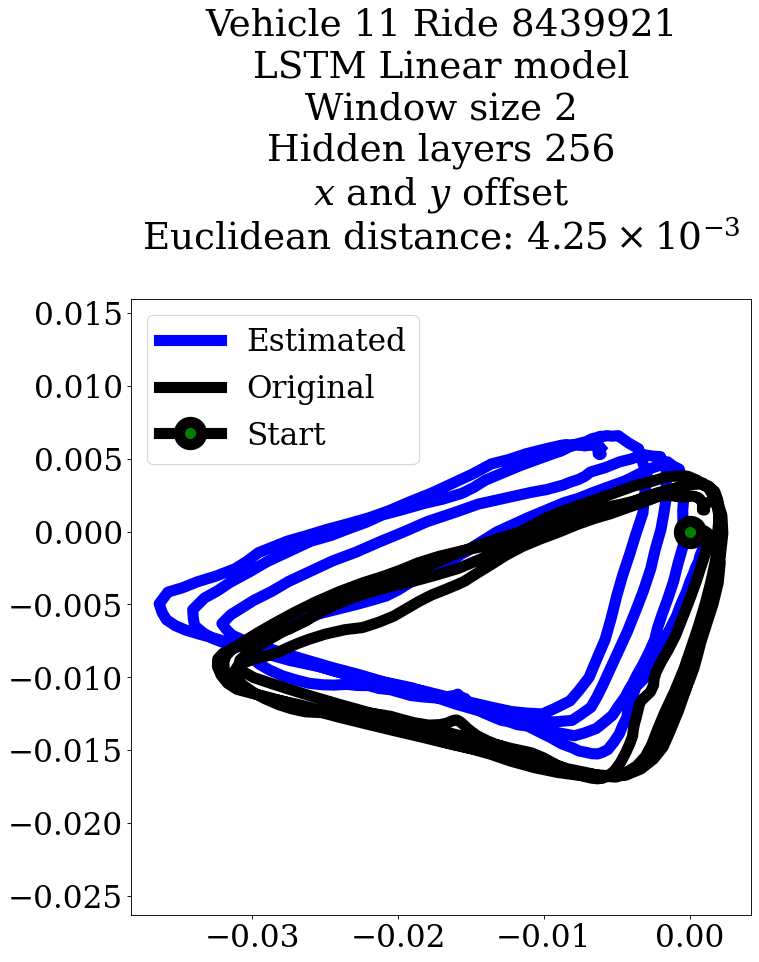 Vehicle 11 Ride 8439921
LSTM Linear model
Window size 2
Hidden layers 256
x and y offset
Euclidean distance: 4.25 × 10⁻³
0.015
0.010
0.005
0.000
−0.005
−0.010
−0.015
−0.020
−0.025
Estimated
Original
Start
−0.03 −0.02 −0.01 0.00